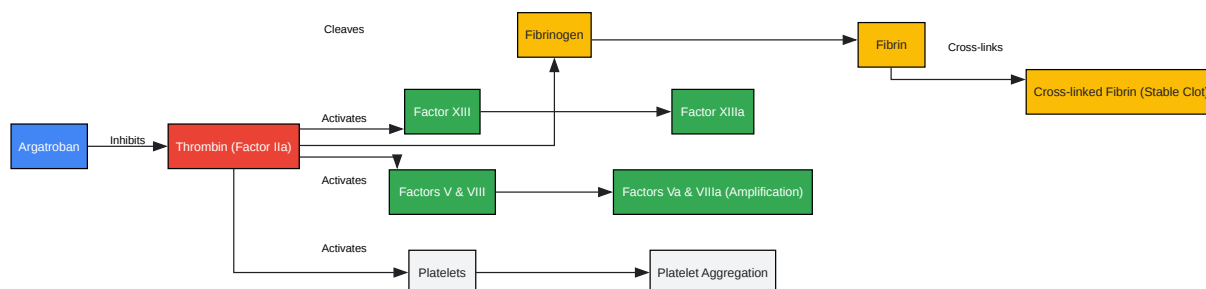 Cleaves
Fibrinogen
Fibrin
Cross-links
Cross-linked Fibrin (Stable Clot)
Factor XIII
Factor XIIIa
Activates
Argatroban
Inhibits
Thrombin (Factor IIa)
Activates
Factors V & VIII
Factors Va & VIIIa (Amplification)
Activates
Platelets
Platelet Aggregation